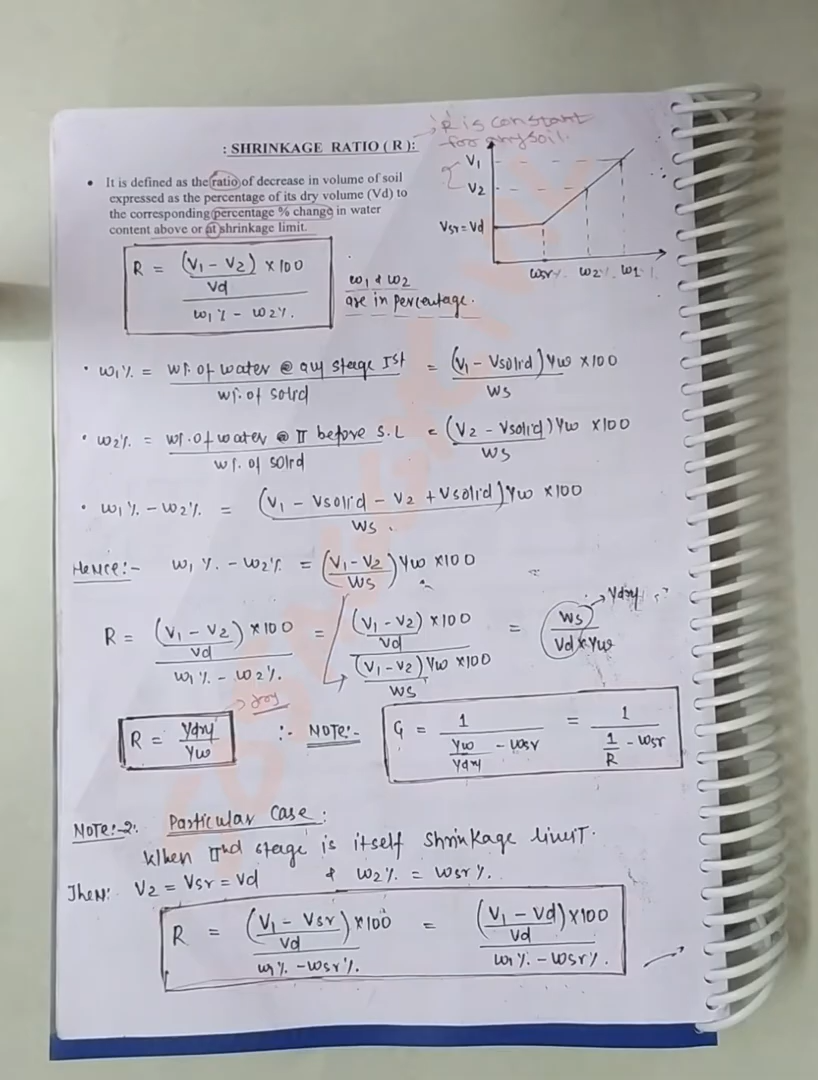 : SHRINKAGE RATIO ( R ):
→ R is constant
for any soil.
• It is defined as the ratio of decrease in volume of soil
expressed as the percentage of its dry volume (Vd) to
the corresponding percentage % change in water
content above or at shrinkage limit.
V1
V2
Vsr = Vd
wsr% w2% w1%
R = ((V1 - V2)/Vd × 100) / (w1% - w2%)
w1 & w2
are in percentage.
• w1% = wt. of water @ any stage Ist / wt. of solid = (V1 - Vsolid) γw × 100 / Ws
• w2% = wt. of water @ II before S.L / wt. of solid = (V2 - Vsolid) γw × 100 / Ws
• w1% - w2% = (V1 - Vsolid - V2 + Vsolid) γw × 100 / Ws
Hence:- w1% - w2% = (V1 - V2 / Ws) γw × 100
R = ((V1 - V2)/Vd × 100) / (w1% - w2%) = ((V1 - V2)/Vd × 100) / ((V1 - V2) γw × 100 / Ws) = Ws / (Vd × γw) → γdry
R = γdry / γw → dry
:- NOTE:-
G = 1 / (γw/γdry - wsr) = 1 / (1/R - wsr)
NOTE:-2: Particular Case:
When IInd stage is itself shrinkage limit.
Then: V2 = Vsr = Vd & w2% = wsr%.
R = ((V1 - Vsr)/Vd × 100) / (w1% - wsr%) = ((V1 - Vd)/Vd × 100) / (w1% - wsr%)